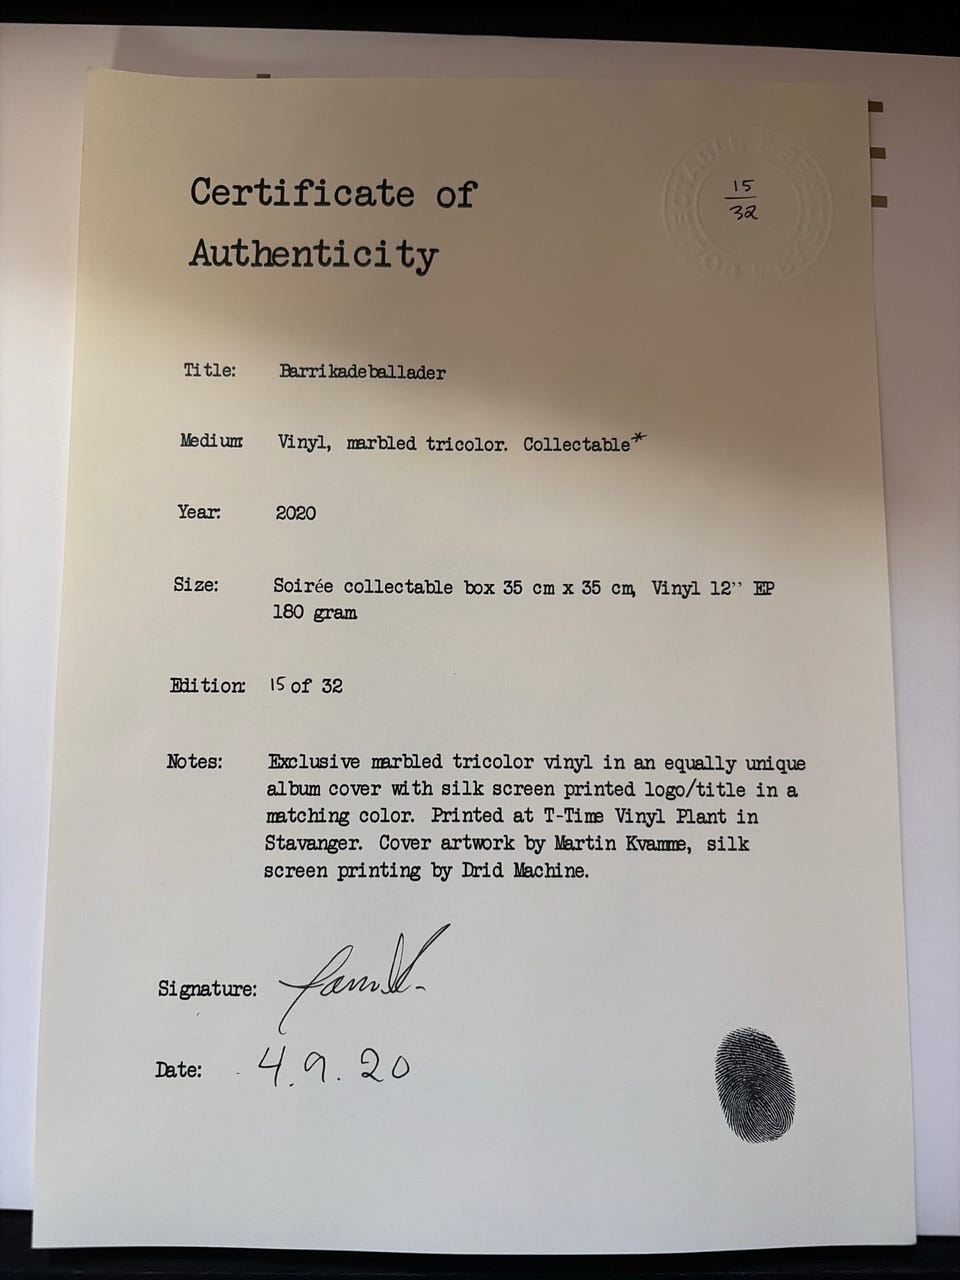 Certificate of
Authenticity
15
32
Title: Barrikadeballader
Medium: Vinyl, marbled tricolor. Collectable*
Year: 2020
Size: Soirée collectable box 35 cm x 35 cm, Vinyl 12’’ EP
180 gram
Edition: 15 of 32
Notes: Exclusive marbled tricolor vinyl in an equally unique
album cover with silk screen printed logo/title in a
matching color. Printed at T-Time Vinyl Plant in
Stavanger. Cover artwork by Martin Kvamme, silk
screen printing by Drid Machine.
Signature:
Date: 4.9.20